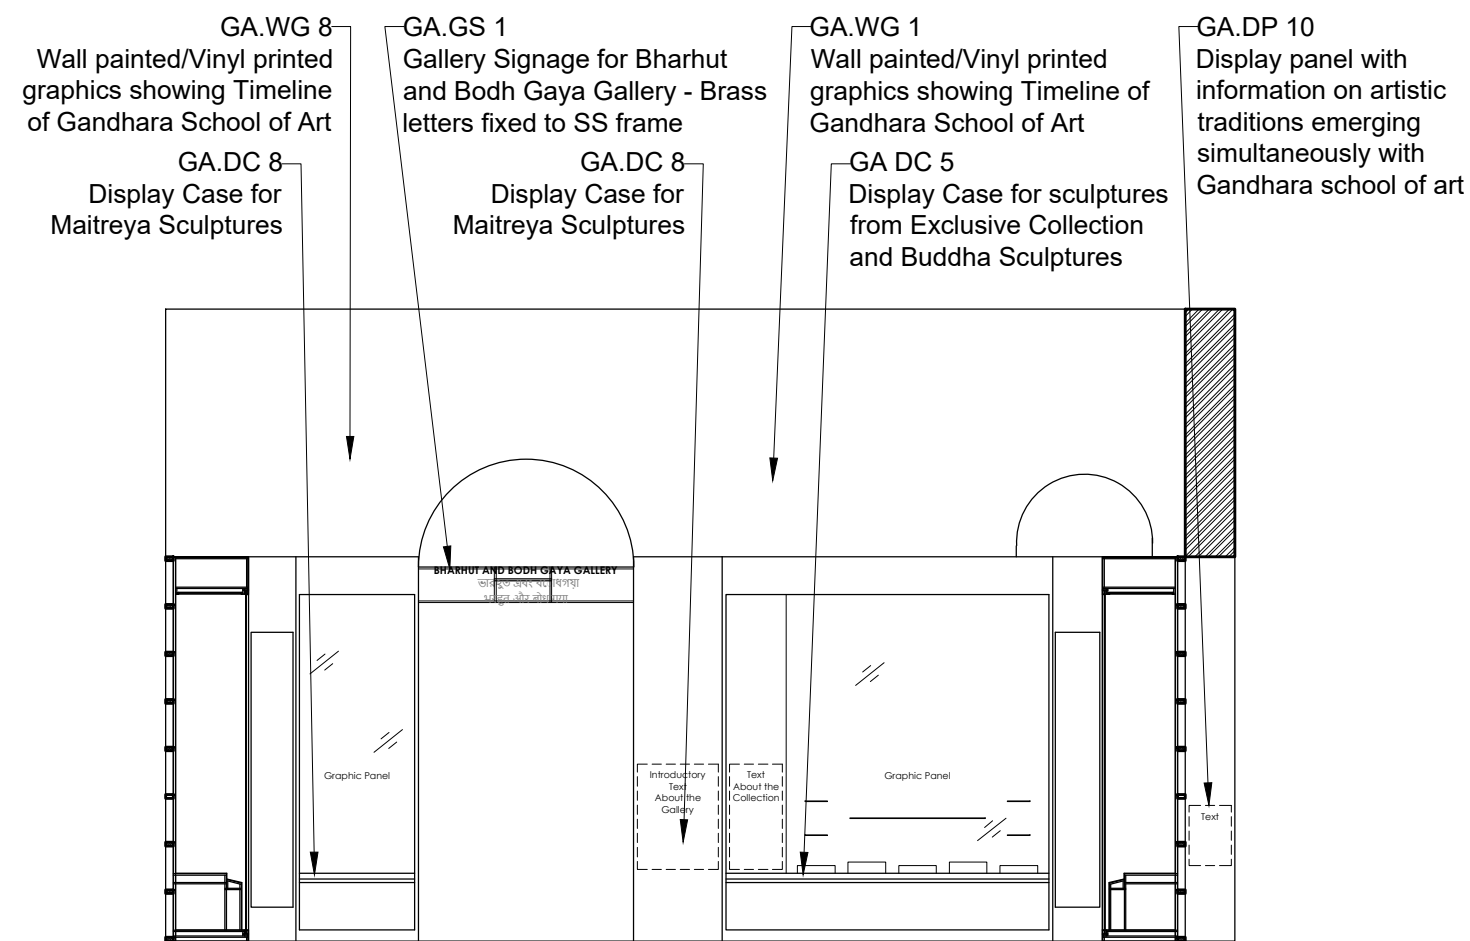 GA.WG 8
Wall painted/Vinyl printed
graphics showing Timeline
of Gandhara School of Art
GA.DC 8
Display Case for
Maitreya Sculptures
GA.GS 1
Gallery Signage for Bharhut
and Bodh Gaya Gallery - Brass
letters fixed to SS frame
GA.DC 8
Display Case for
Maitreya Sculptures
GA.WG 1
Wall painted/Vinyl printed
graphics showing Timeline of
Gandhara School of Art
GA DC 5
Display Case for sculptures
from Exclusive Collection
and Buddha Sculptures
GA.DP 10
Display panel with
information on artistic
traditions emerging
simultaneously with
Gandhara school of art
BHARHUT AND BODH GAYA GALLERY
এবং
और
Graphic Panel
Introductory
Text
About the
Gallery
Text
About the
Collection
Graphic Panel
Text